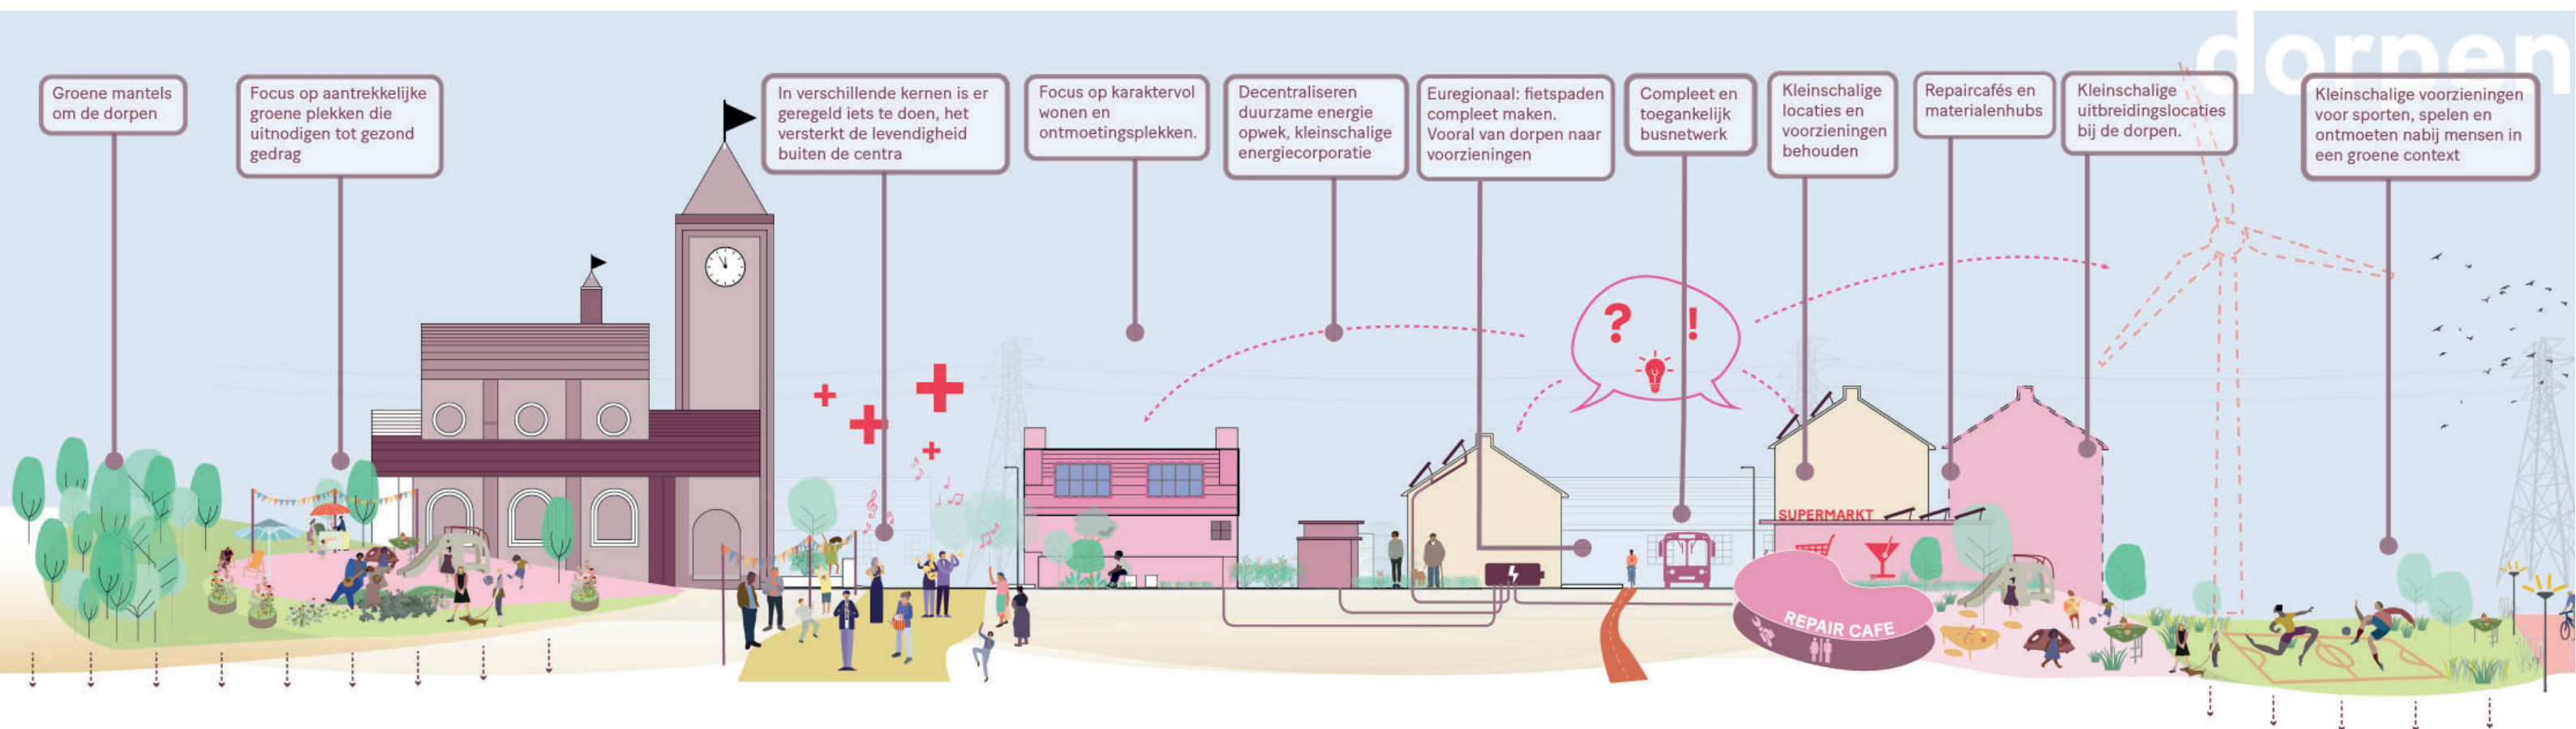 dorpen
Groene mantels
om de dorpen
Focus op aantrekkelijke
groene plekken die
uitnodigen tot gezond
gedrag
In verschillende kernen is er
geregeld iets te doen, het
versterkt de levendigheid
buiten de centra
Focus op karaktervol
wonen en
ontmoetingsplekken.
Decentraliseren
duurzame energie
opwek, kleinschalige
energiecorporatie
Euregionaal: fietspaden
compleet maken.
Vooral van dorpen naar
voorzieningen
Compleet en
toegankelijk
busnetwerk
Kleinschalige
locaties en
voorzieningen
behouden
Repaircafés en
materialenhubs
Kleinschalige
uitbreidingslocaties
bij de dorpen.
Kleinschalige voorzieningen
voor sporten, spelen en
ontmoeten nabij mensen in
een groene context
? !
SUPERMARKT
REPAIR CAFE